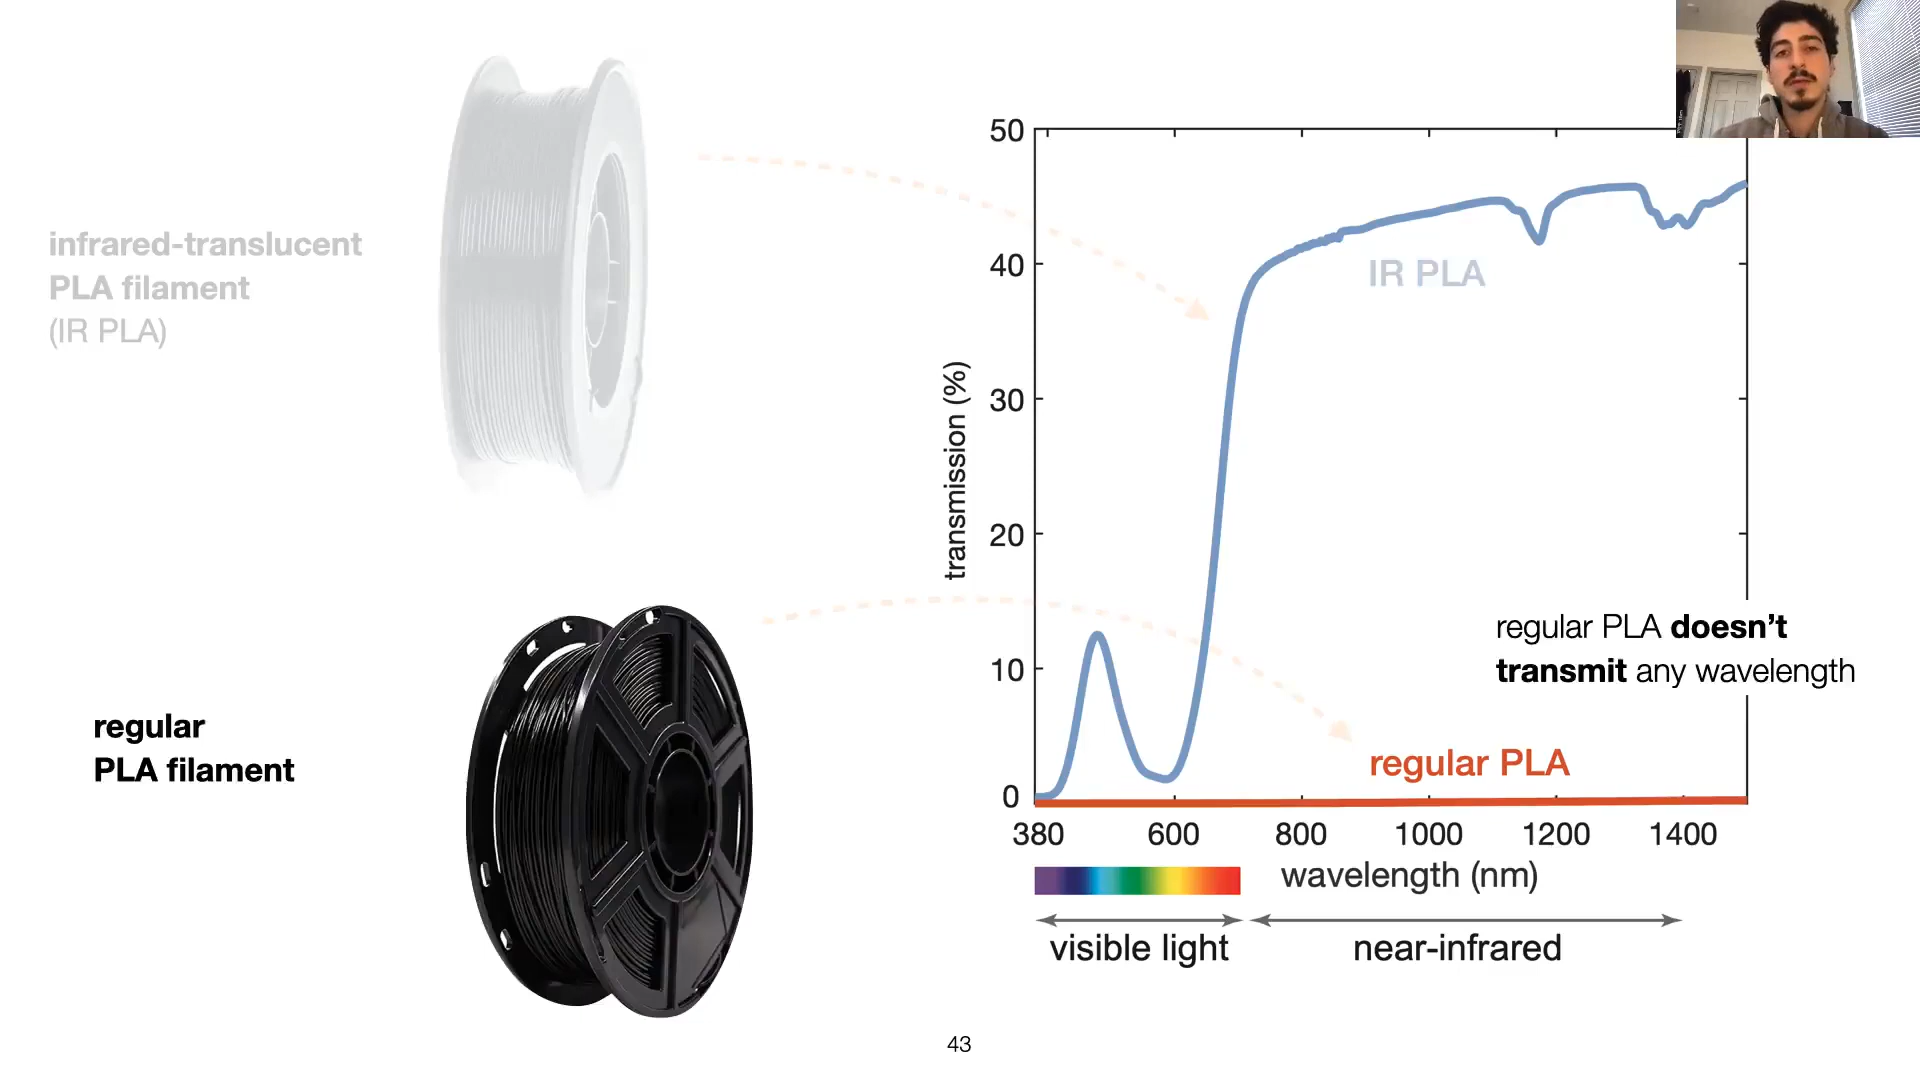 infrared-translucent
PLA filament
(IR PLA)
regular
PLA filament
transmission (%)
50
40
30
20
10
0
IR PLA
regular PLA doesn't
transmit any wavelength
regular PLA
380 600 800 1000 1200 1400
wavelength (nm)
visible light near-infrared
43